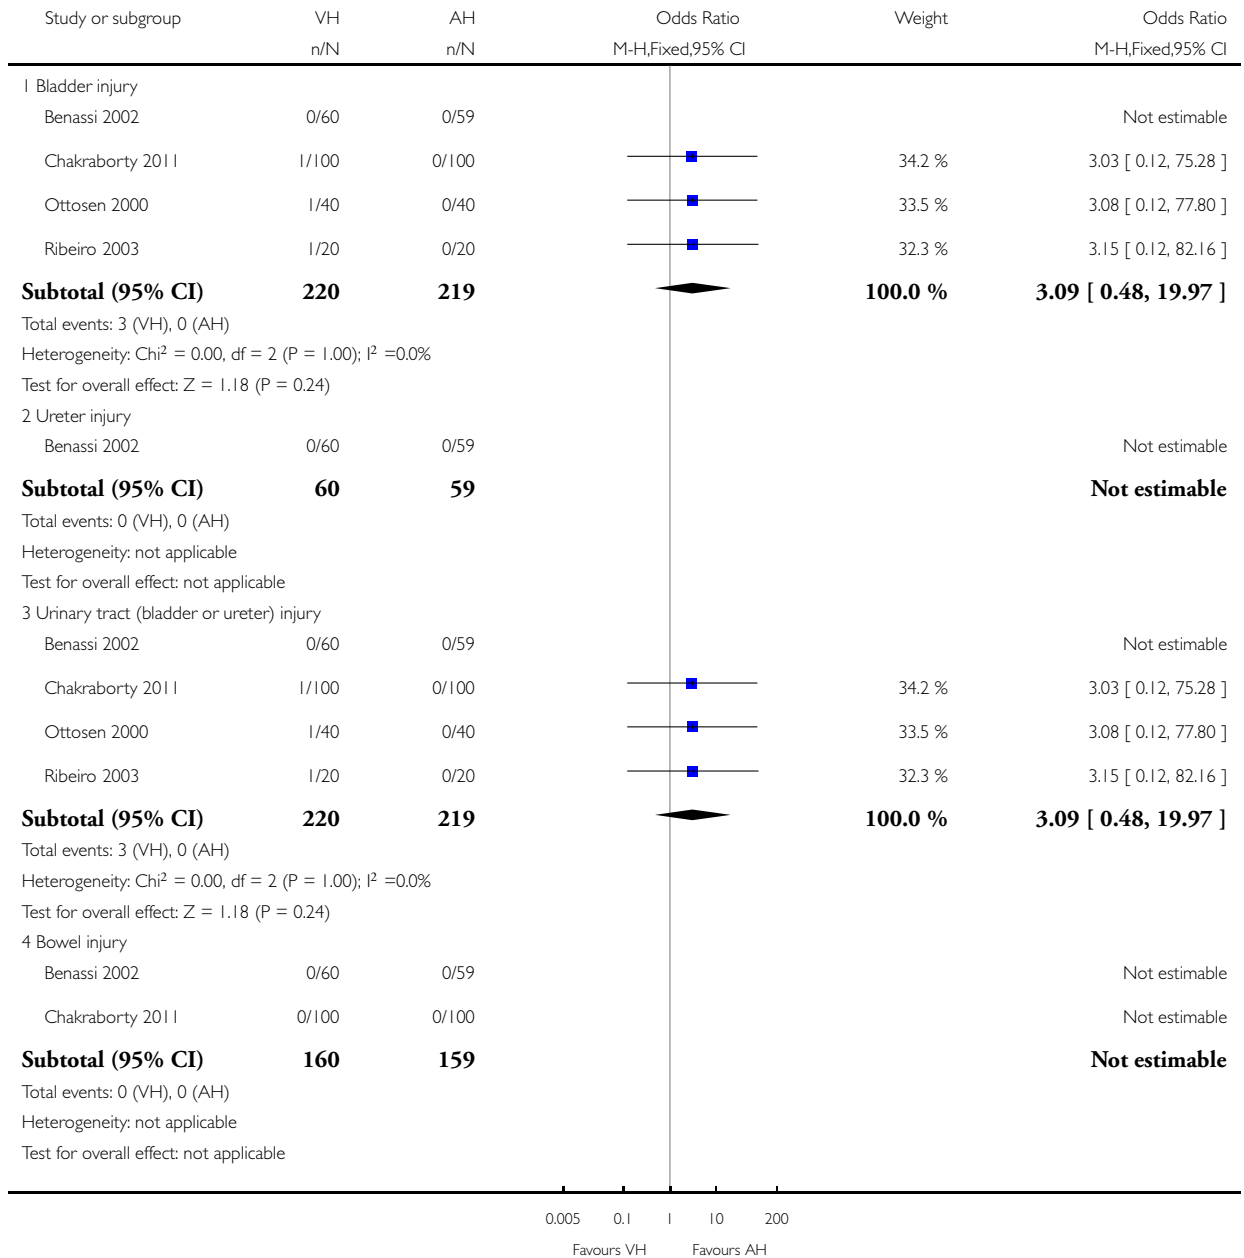 Study or subgroup VH AH Odds Ratio Weight Odds Ratio
n/N n/N M-H,Fixed,95% CI M-H,Fixed,95% CI
1 Bladder injury
Benassi 2002 0/60 0/59 Not estimable
Chakraborty 2011 1/100 0/100 34.2 % 3.03 [ 0.12, 75.28 ]
Ottosen 2000 1/40 0/40 33.5 % 3.08 [ 0.12, 77.80 ]
Ribeiro 2003 1/20 0/20 32.3 % 3.15 [ 0.12, 82.16 ]
Subtotal (95% CI) 220 219 100.0 % 3.09 [ 0.48, 19.97 ]
Total events: 3 (VH), 0 (AH)
Heterogeneity: Chi² = 0.00, df = 2 (P = 1.00); I² =0.0%
Test for overall effect: Z = 1.18 (P = 0.24)
2 Ureter injury
Benassi 2002 0/60 0/59 Not estimable
Subtotal (95% CI) 60 59 Not estimable
Total events: 0 (VH), 0 (AH)
Heterogeneity: not applicable
Test for overall effect: not applicable
3 Urinary tract (bladder or ureter) injury
Benassi 2002 0/60 0/59 Not estimable
Chakraborty 2011 1/100 0/100 34.2 % 3.03 [ 0.12, 75.28 ]
Ottosen 2000 1/40 0/40 33.5 % 3.08 [ 0.12, 77.80 ]
Ribeiro 2003 1/20 0/20 32.3 % 3.15 [ 0.12, 82.16 ]
Subtotal (95% CI) 220 219 100.0 % 3.09 [ 0.48, 19.97 ]
Total events: 3 (VH), 0 (AH)
Heterogeneity: Chi² = 0.00, df = 2 (P = 1.00); I² =0.0%
Test for overall effect: Z = 1.18 (P = 0.24)
4 Bowel injury
Benassi 2002 0/60 0/59 Not estimable
Chakraborty 2011 0/100 0/100 Not estimable
Subtotal (95% CI) 160 159 Not estimable
Total events: 0 (VH), 0 (AH)
Heterogeneity: not applicable
Test for overall effect: not applicable
0.005 0.1 1 10 200
Favours VH Favours AH